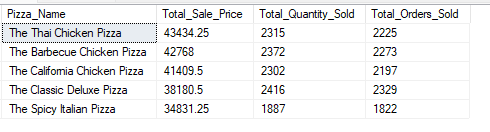 Pizza_Name Total_Sale_Price Total_Quantity_Sold Total_Orders_Sold
The Thai Chicken Pizza 43434.25 2315 2225
The Barbecue Chicken Pizza 42768 2372 2273
The California Chicken Pizza 41409.5 2302 2197
The Classic Deluxe Pizza 38180.5 2416 2329
The Spicy Italian Pizza 34831.25 1887 1822